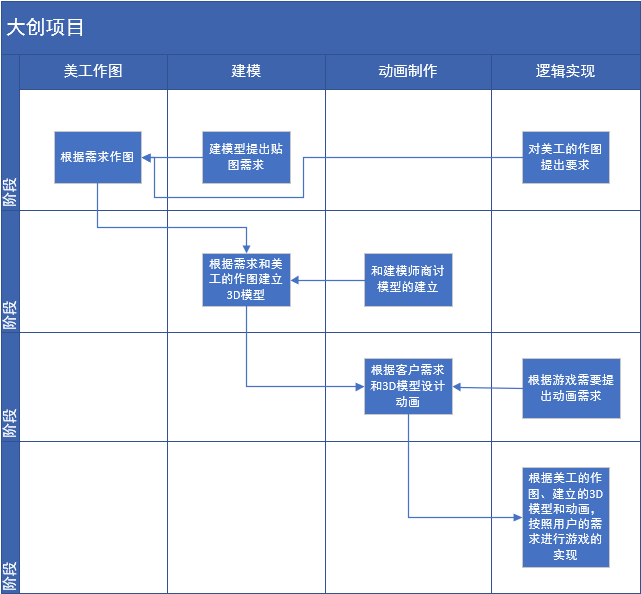 大创项目
美工作图
建模
动画制作
逻辑实现
阶段
根据需求作图
建模型提出贴
图需求
对美工的作图
提出要求
阶段
根据需求和美
工的作图建立
3D模型
和建模师商讨
模型的建立
阶段
根据客户需求
和3D模型设计
动画
根据游戏需要提
出动画需求
阶段
根据美工的作
图、建立的3D
模型和动画，
按照用户的需
求进行游戏的
实现